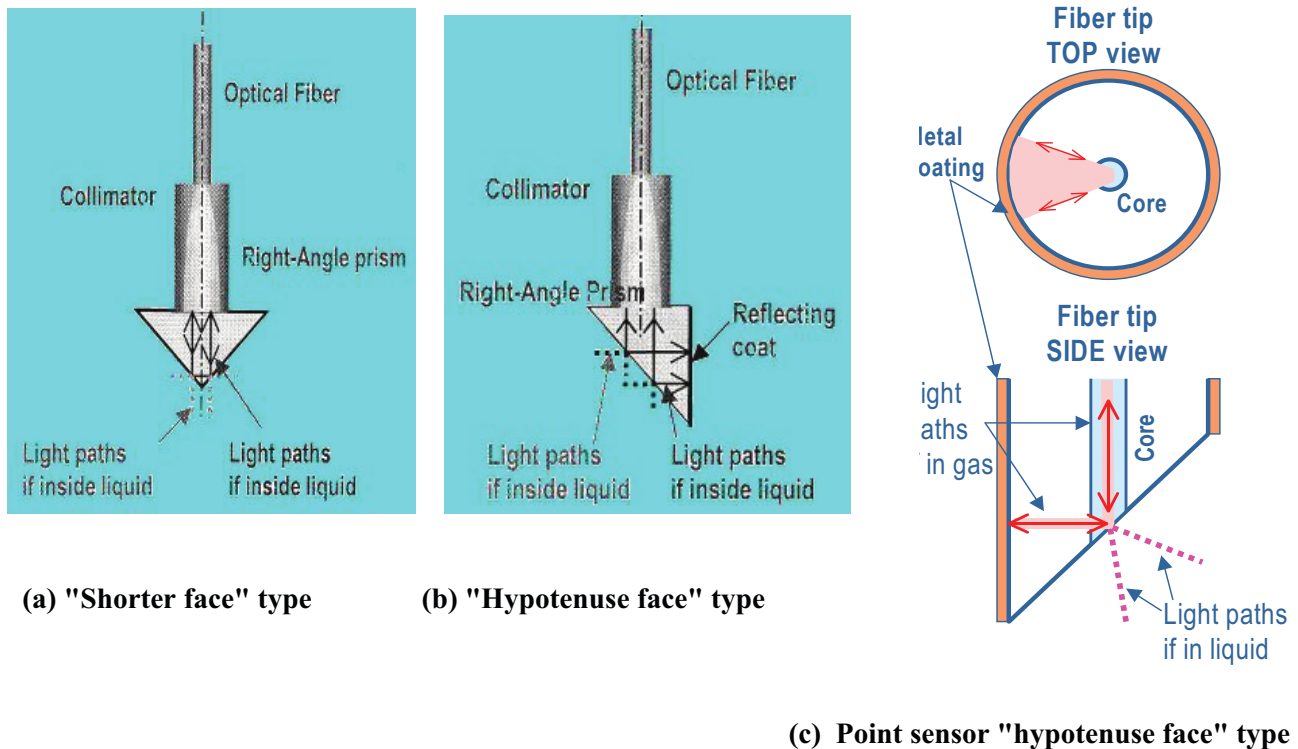 Optical Fiber
Collimator
Right-Angle prism
Light paths
if inside liquid
Light paths
if inside liquid
(a) "Shorter face" type
Optical Fiber
Collimator
Right-Angle Prism
Reflecting
coat
Light paths
if inside liquid
Light paths
if inside liquid
(b) "Hypotenuse face" type
Fiber tip
TOP view
letal
oating
Core
Fiber tip
SIDE view
ight
aths
in gas
Core
Light paths
if in liquid
(c) Point sensor "hypotenuse face" type